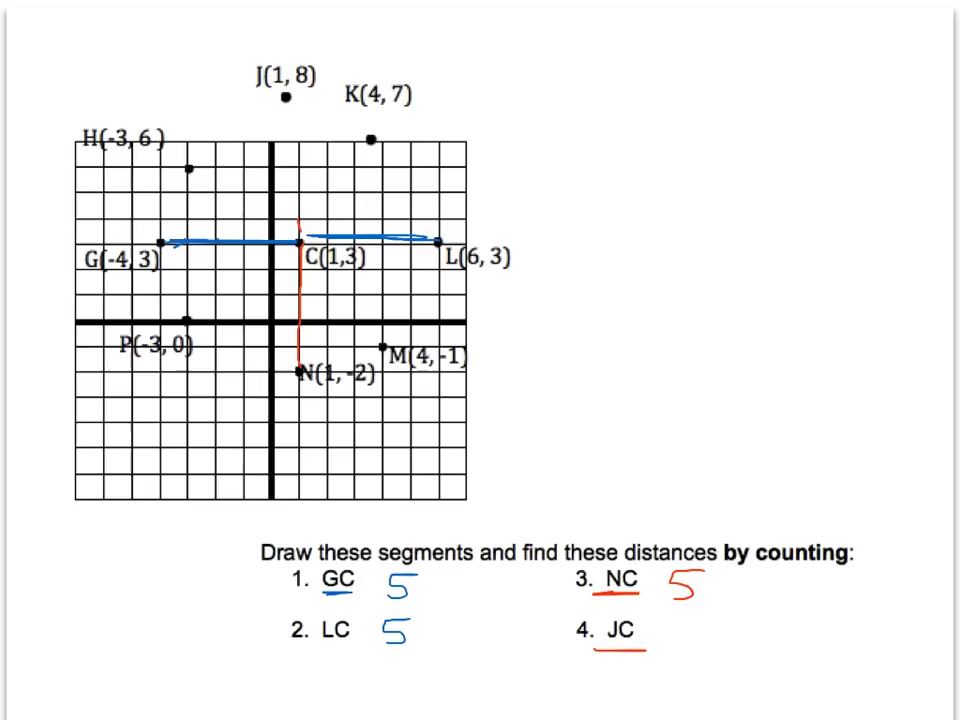 J(1, 8)
K(4, 7)
H(-3, 6 )
G(-4, 3)
C(1,3)
L(6, 3)
P(-3, 0)
M(4, -1)
N(1, -2)
Draw these segments and find these distances by counting:
1. GC 5
3. NC 5
2. LC 5
4. JC